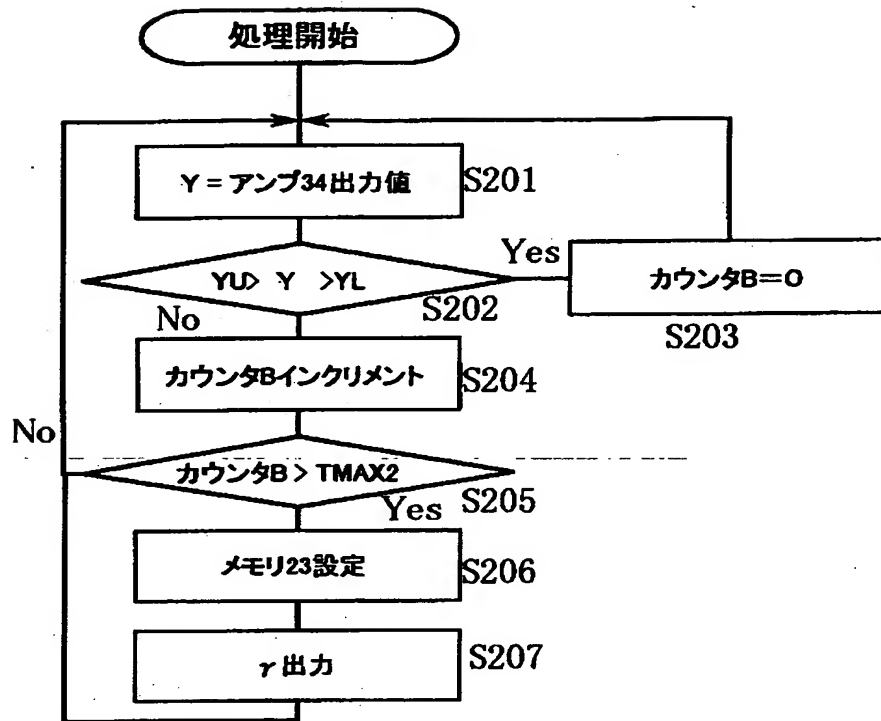 処理開始
Y = アンプ34出力値
S201
YU> Y >YL
Yes
S202
カウンタB=0
S203
No
カウンタBインクリメント
S204
No
カウンタB > TMAX2
S205
Yes
メモリ23設定
S206
γ出力
S207